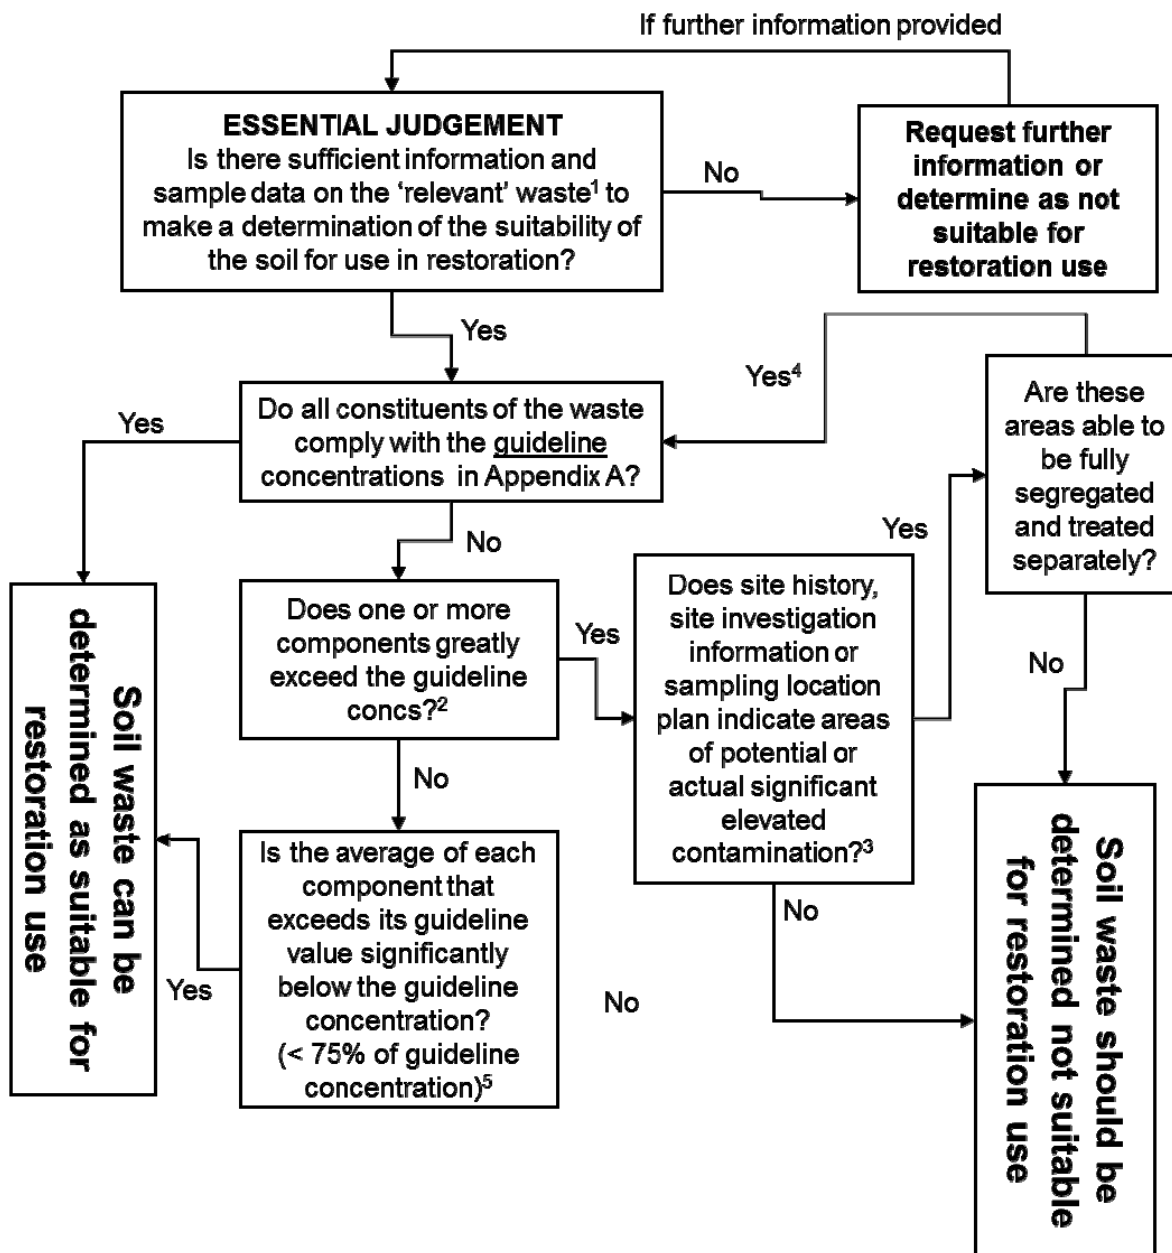 If further information provided
ESSENTIAL JUDGEMENT
Is there sufficient information and
sample data on the ‘relevant’ waste¹ to
make a determination of the suitability of
the soil for use in restoration?
No
Request further
information or
determine as not
suitable for
restoration use
Yes
Do all constituents of the waste
comply with the guideline
concentrations in Appendix A?
Yes
Yes⁴
Are these
areas able to
be fully
segregated
and treated
separately?
No
Does one or more
components greatly
exceed the guideline
concs?²
Yes
Does site history,
site investigation
information or
sampling location
plan indicate areas
of potential or
actual significant
elevated
contamination?³
Yes
No
No
Is the average of each
component that
exceeds its guideline
value significantly
below the guideline
concentration?
(< 75% of guideline
concentration)⁵
Yes
No
No
Soil waste can be
determined as suitable for
restoration use
Soil waste should be
determined not suitable
for restoration use